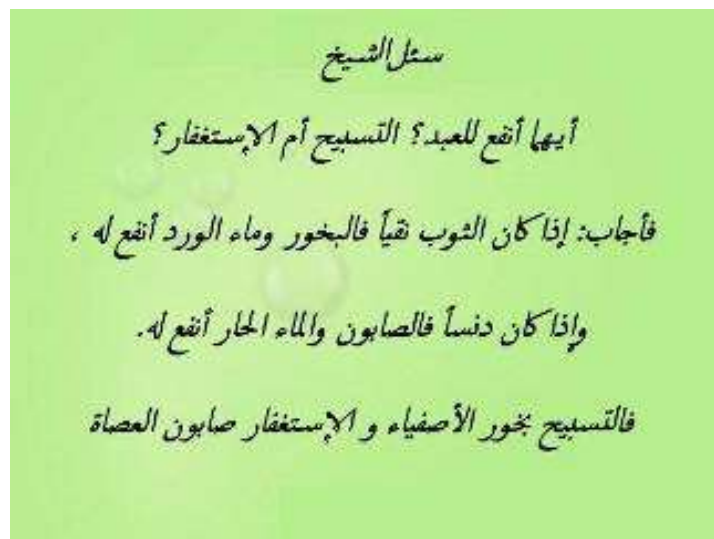 سئل الشيخ
أيهما أنفع للعبد؟ التسبيح أم الإستغفار؟
فأجاب: إذا كان الثوب نقياً فالبخور وماء الورد أنفع له ،
وإذا كان دنساً فالصابون والماء الحار أنفع له.
فالتسبيح بخور الأصفياء و الإستغفار صابون العصاة